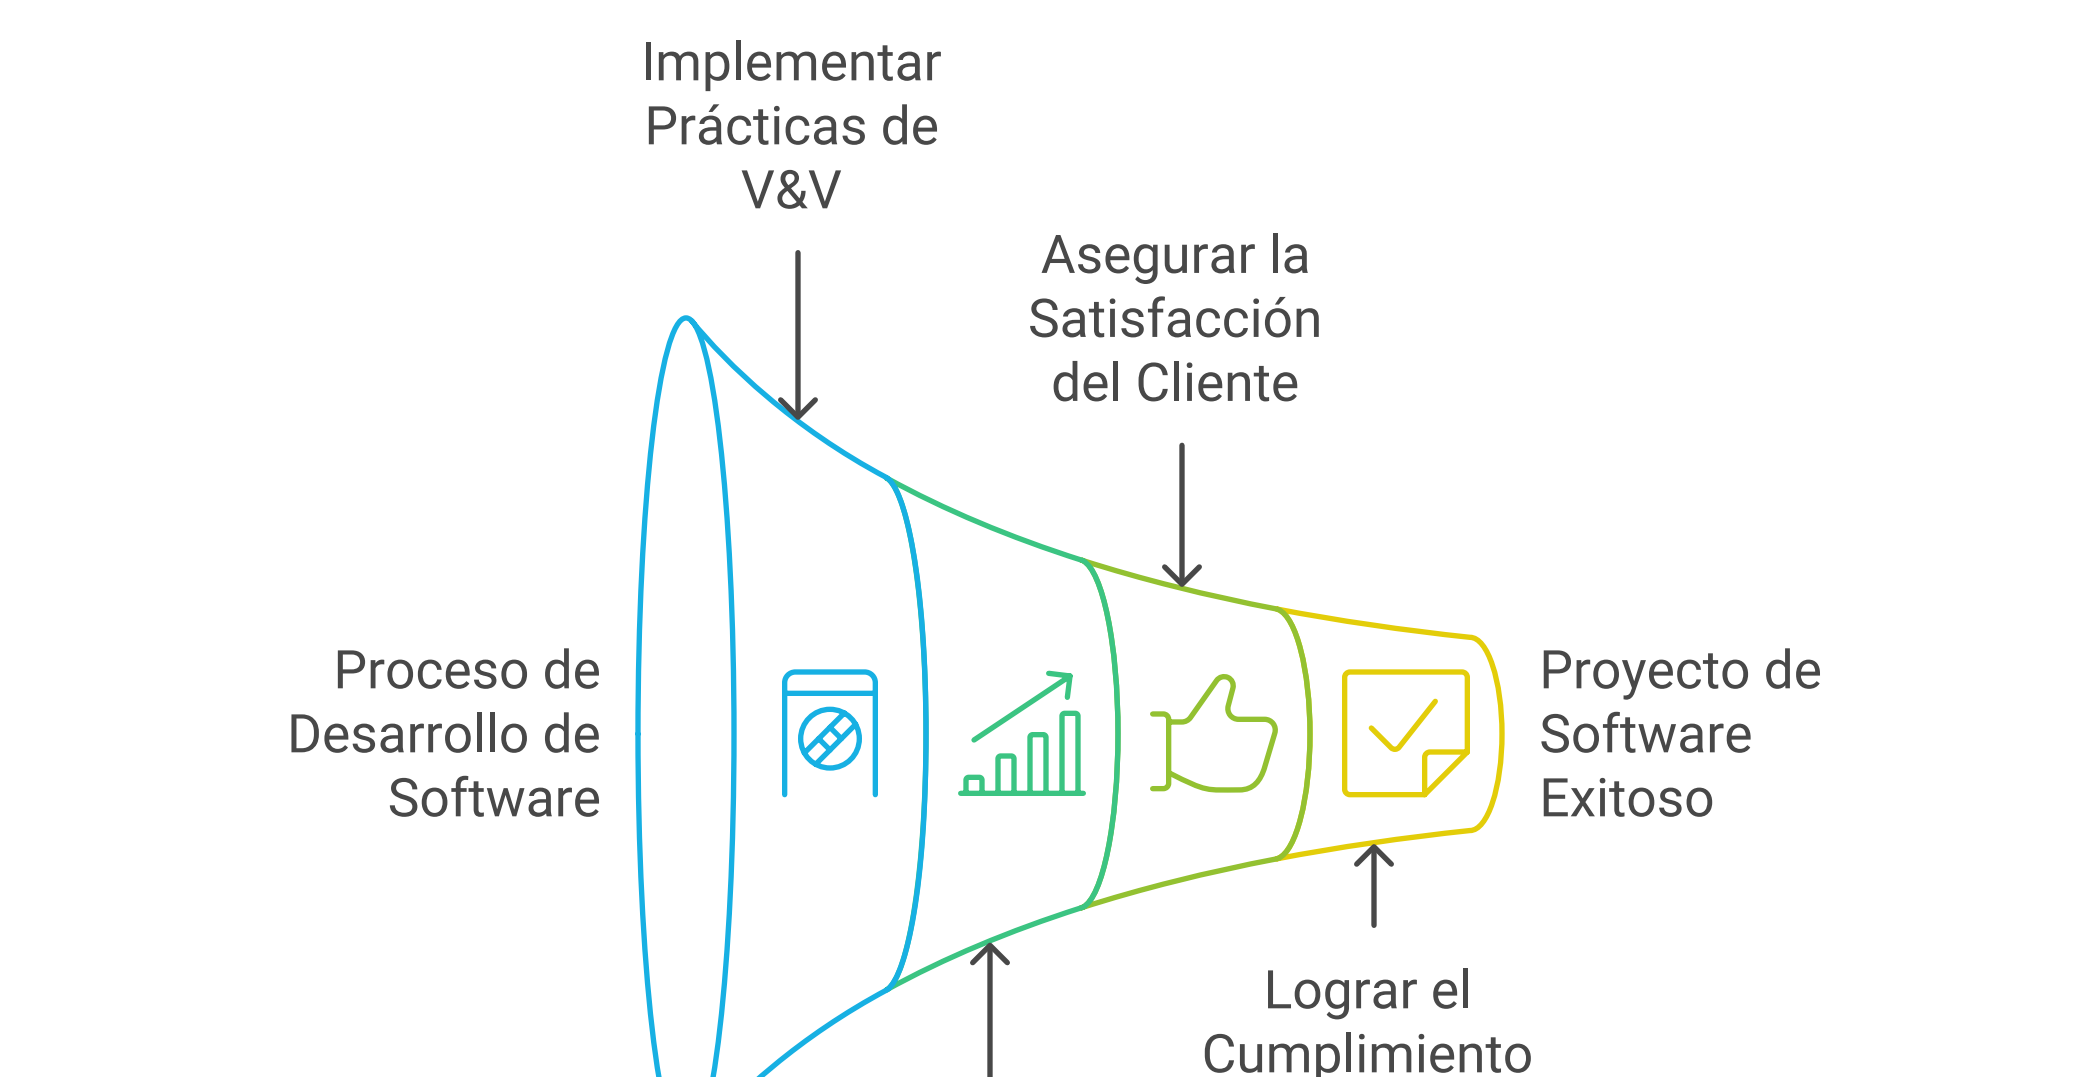 Implementar
Prácticas de
V&V
Asegurar la
Satisfacción
del Cliente
Proceso de
Desarrollo de
Software
Proyecto de
Software
Exitoso
Lograr el
Cumplimiento